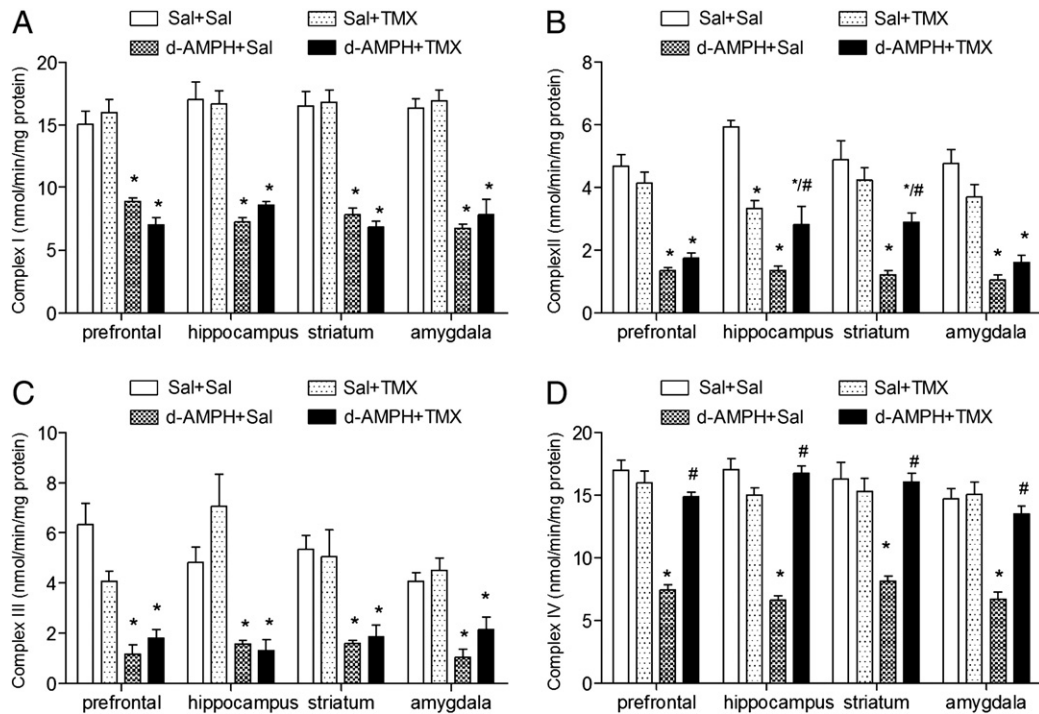 A
Sal+Sal
Sal+TMX
d-AMPH+Sal
d-AMPH+TMX
Complex I (nmol/min/mg protein)
20
15
10
5
0
*
*
*
*
*
*
*
*
prefrontal
hippocampus
striatum
amygdala
B
Sal+Sal
Sal+TMX
d-AMPH+Sal
d-AMPH+TMX
ComplexII (nmol/min/mg protein)
8
6
4
2
0
*
*
*
*
*/#
*
*/#
*
*
prefrontal
hippocampus
striatum
amygdala
C
Sal+Sal
Sal+TMX
d-AMPH+Sal
d-AMPH+TMX
Complex III (nmol/min/mg protein)
10
8
6
4
2
0
*
*
*
*
*
*
*
*
prefrontal
hippocampus
striatum
amygdala
D
Sal+Sal
Sal+TMX
d-AMPH+Sal
d-AMPH+TMX
Complex IV (nmol/min/mg protein)
20
15
10
5
0
*
#
*
#
*
#
*
#
prefrontal
hippocampus
striatum
amygdala